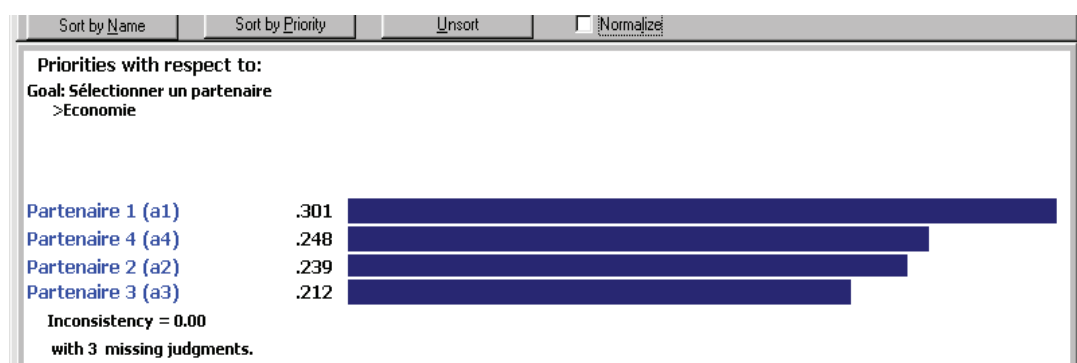 Sort by Name Sort by Priority Unsort Normalize
Priorities with respect to:
Goal: Sélectionner un partenaire
>Economie
Partenaire 1 (a1) .301
Partenaire 4 (a4) .248
Partenaire 2 (a2) .239
Partenaire 3 (a3) .212
Inconsistency = 0.00
with 3 missing judgments.